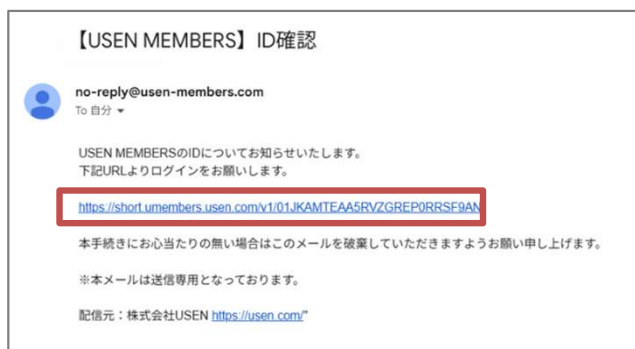 【USEN MEMBERS】ID確認
no-reply@usen-members.com
To 自分
USEN MEMBERSのIDについてお知らせいたします。
下記URLよりログインをお願いします。
https://short.umembers.usen.com/v1/01JKAMTEAA5RVZGREP0RRSF9AN
本手続きにお心当たりの無い場合はこのメールを破棄していただきますようお願い申し上げます。
※本メールは送信専用となっております。
配信元：株式会社USEN https://usen.com/"